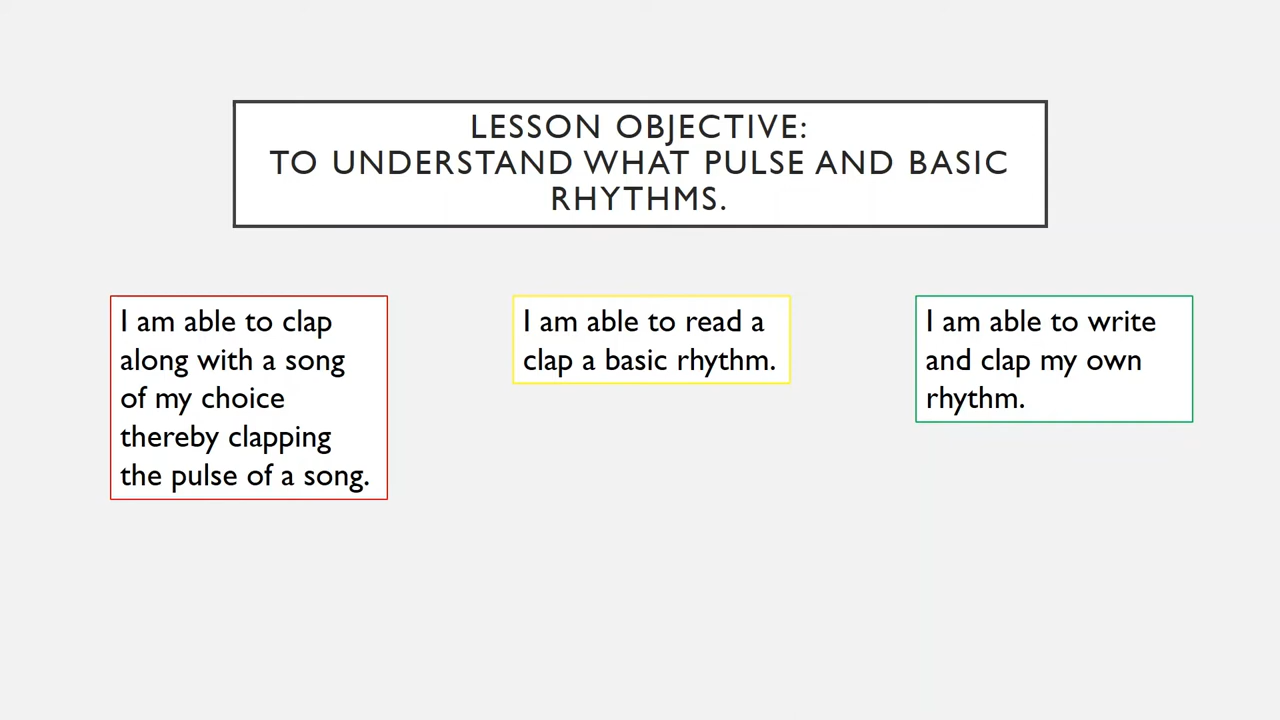 LESSON OBJECTIVE:
TO UNDERSTAND WHAT PULSE AND BASIC
RHYTHMS.
I am able to clap
along with a song
of my choice
thereby clapping
the pulse of a song.
I am able to read a
clap a basic rhythm.
I am able to write
and clap my own
rhythm.